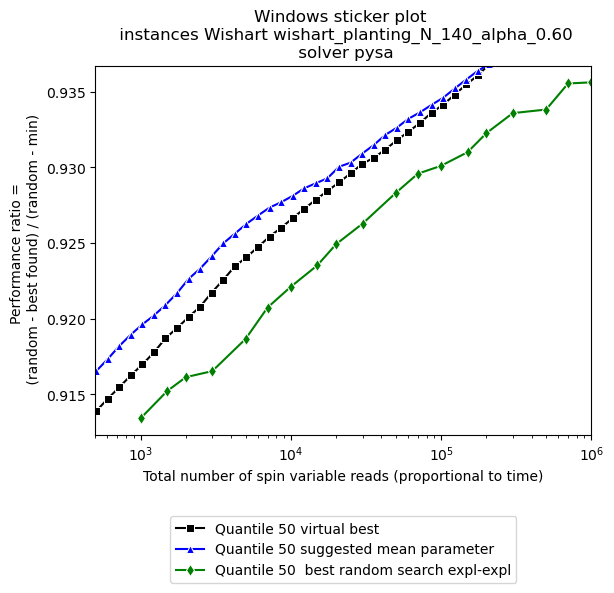 Windows sticker plot
instances Wishart wishart_planting_N_140_alpha_0.60
solver pysa
Performance ratio =
(random - best found) / (random - min)
0.935
0.930
0.925
0.920
0.915
10³
10⁴
10⁵
10⁶
Total number of spin variable reads (proportional to time)
Quantile 50 virtual best
Quantile 50 suggested mean parameter
Quantile 50  best random search expl-expl